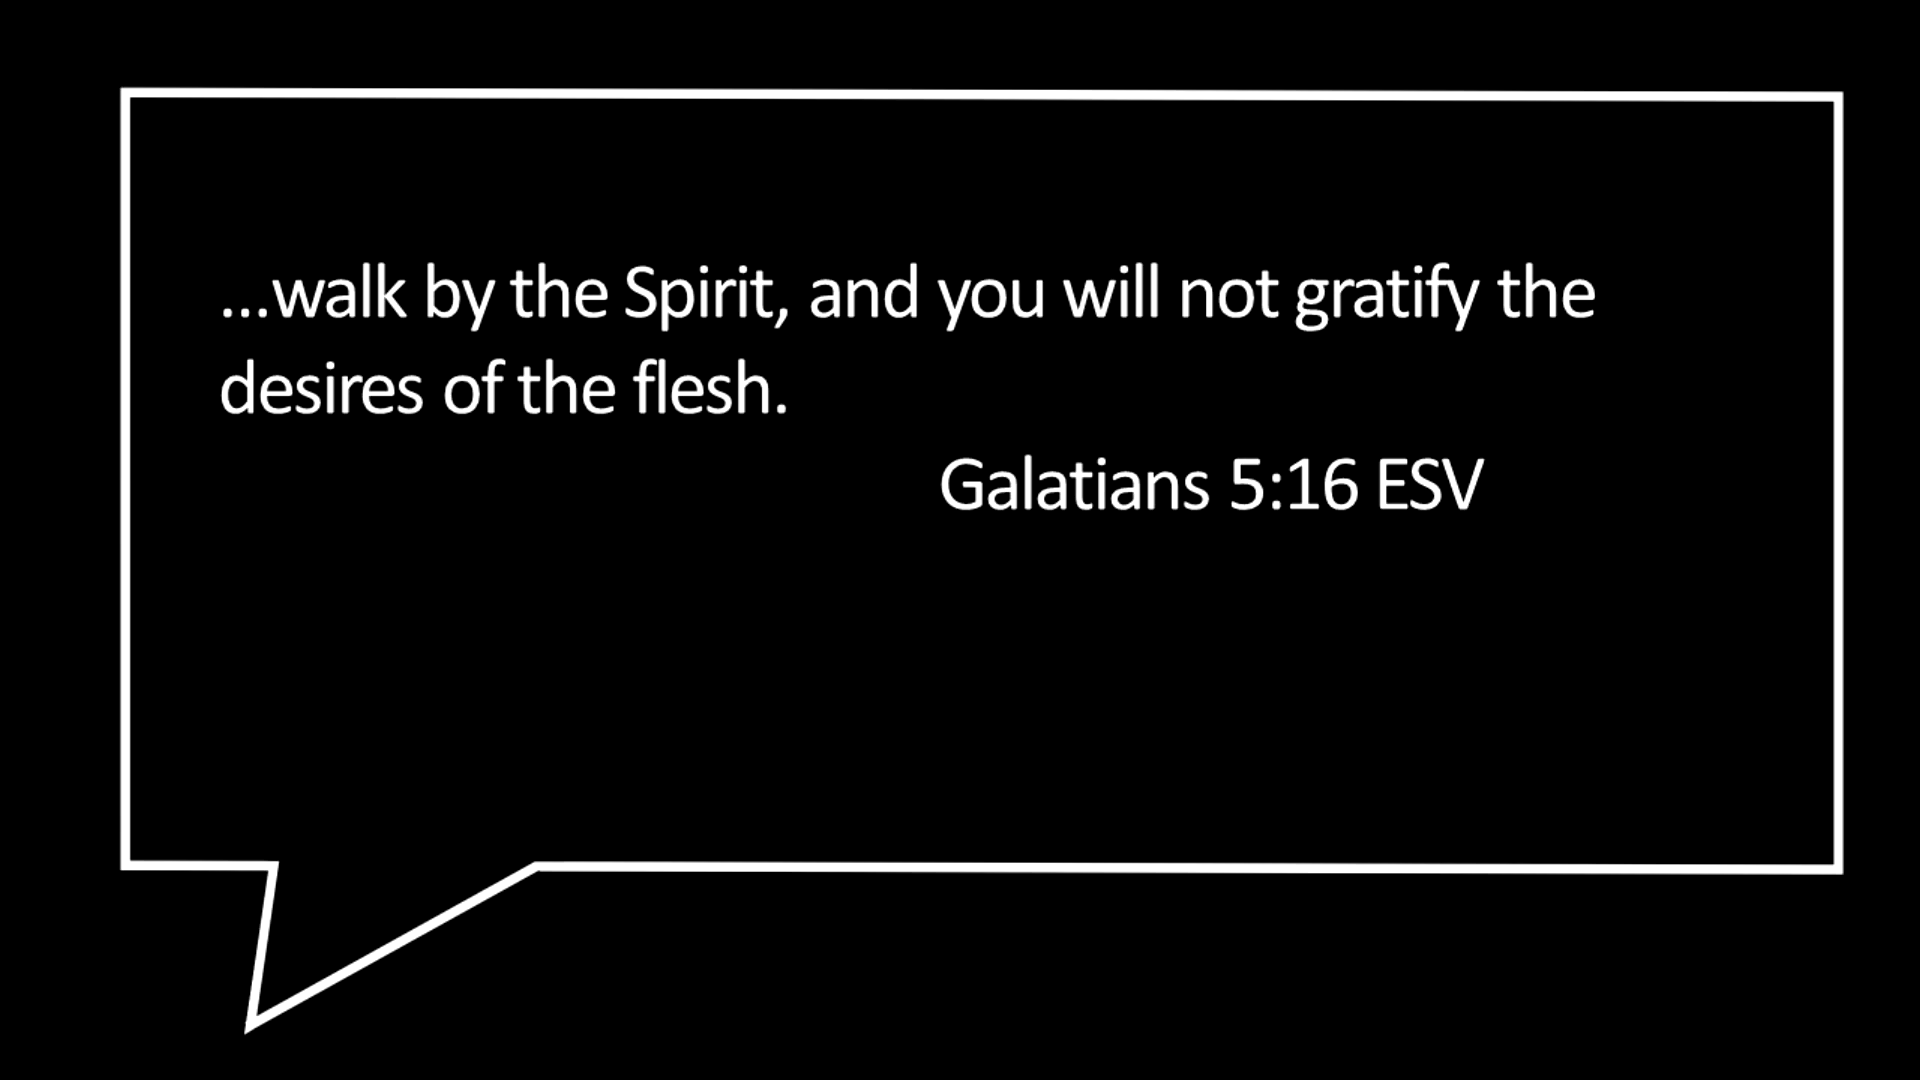 ...walk by the Spirit, and you will not gratify the
desires of the flesh.
Galatians 5:16 ESV